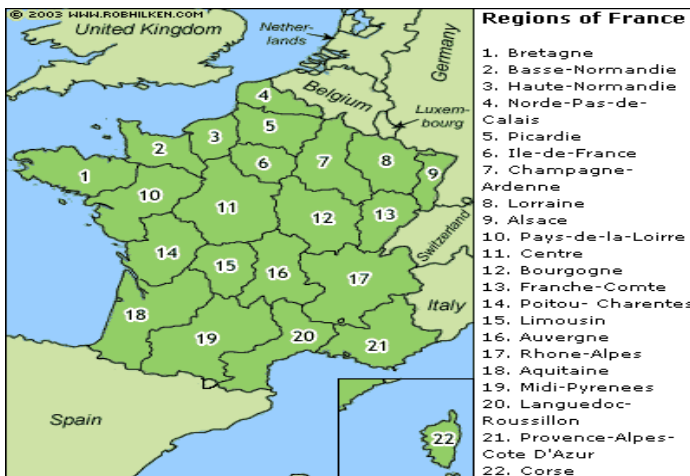 © 2003 WWW.ROBHILKEN.COM
United Kingdom
Nether-
lands
Germany
Belgium
Luxem-
bourg
4
5
3
2
6
7
8
9
1
10
11
12
13
Switzerland
14
15
16
17
Italy
18
19
20
21
Spain
22
Regions of France
1. Bretagne
2. Basse-Normandie
3. Haute-Normandie
4. Norde-Pas-de-
Calais
5. Picardie
6. Ile-de-France
7. Champagne-
Ardenne
8. Lorraine
9. Alsace
10. Pays-de-la-Loirre
11. Centre
12. Bourgogne
13. Franche-Comte
14. Poitou- Charentes
15. Limousin
16. Auvergne
17. Rhone-Alpes
18. Aquitaine
19. Midi-Pyrenees
20. Languedoc-
Roussillon
21. Provence-Alpes-
Cote D'Azur
22. Corse